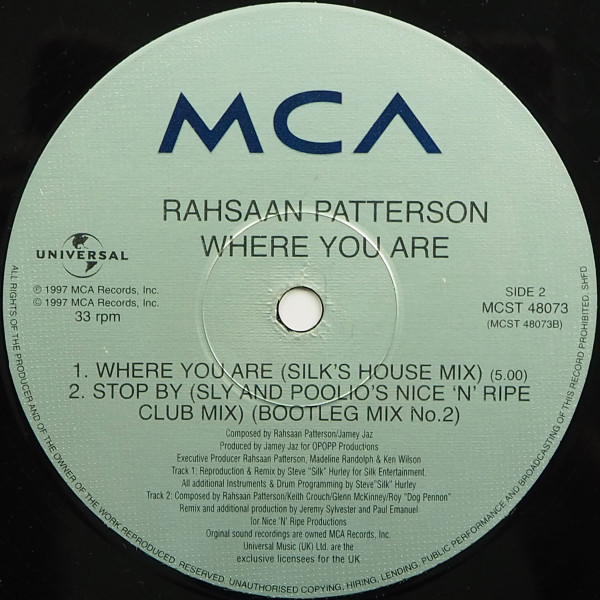 MCA
RAHSAAN PATTERSON
WHERE YOU ARE
UNIVERSAL
℗ 1997 MCA Records, Inc.
© 1997 MCA Records, Inc.
33 rpm
SIDE 2
MCST 48073
(MCST 48073B)
1. WHERE YOU ARE (SILK'S HOUSE MIX) (5.00)
2. STOP BY (SLY AND POOLIO'S NICE 'N' RIPE
CLUB MIX) (BOOTLEG MIX No.2)
Composed by Rahsaan Patterson/Jamey Jaz
Produced by Jamey Jaz for OPOPP Productions
Executive Producer Rahsaan Patterson, Madeline Randolph & Ken Wilson
Track 1: Reproduction & Remix by Steve "Silk" Hurley for Silk Entertainment.
All additional Instruments & Drum Programming by Steve"Silk" Hurley
Track 2: Composed by Rahsaan Patterson/Keith Crouch/Glenn McKinney/Roy "Dog Pennon"
Remix and additional production by Jeremy Sylvester and Paul Emanuel
for Nice 'N' Ripe Productions
Orginal sound recordings are owned MCA Records, Inc.
Universal Music (UK) Ltd. are the
exclusive licensees for the UK
ALL RIGHTS OF THE PRODUCER AND OF THE OWNER OF THE WORK REPRODUCED RESERVED. UNAUTHORISED COPYING, HIRING, LENDING, PUBLIC PERFORMANCE AND BROADCASTING OF THIS RECORD PROHIBITED. SHFD